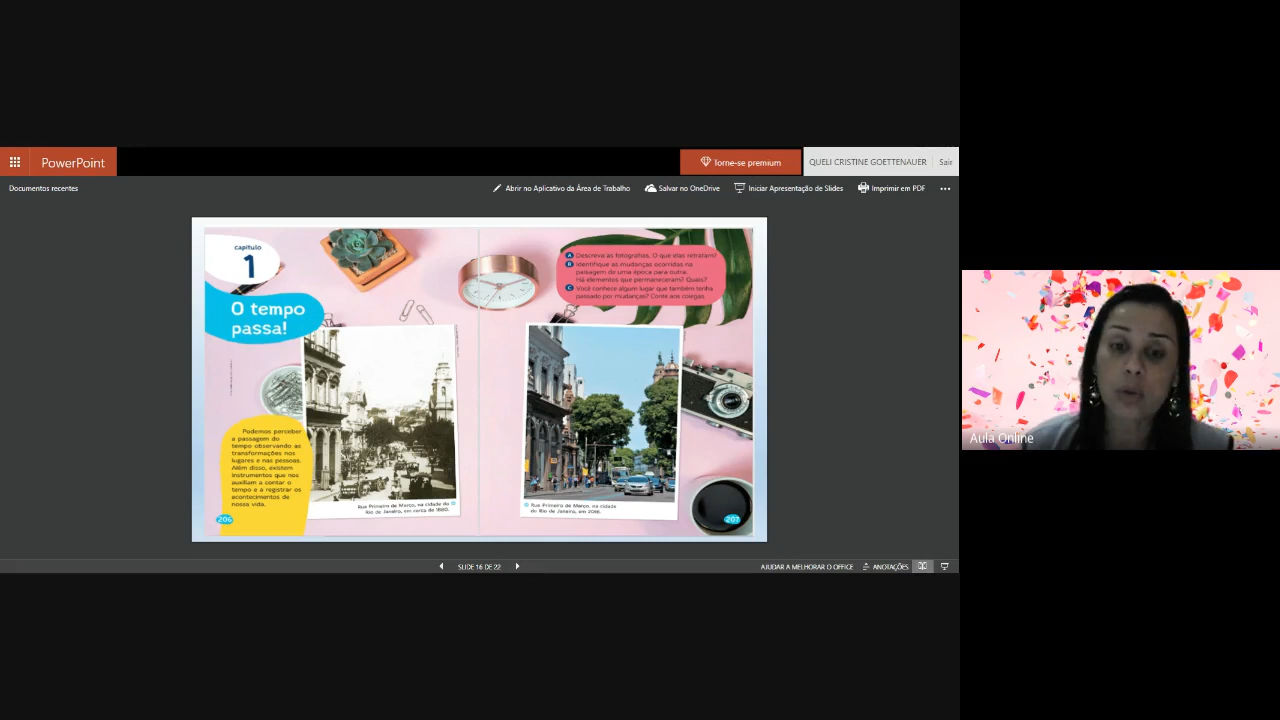 PowerPoint
Torne-se premium
QUELI CRISTINE GOETTENAUER
Sair
Documentos recentes
Abrir no Aplicativo da Área de Trabalho
Salvar no OneDrive
Iniciar Apresentação de Slides
Imprimir em PDF
capítulo
1
O tempo
passa!
A Descreva as fotografias. O que elas retratam?
B Identifique as mudanças ocorridas na
paisagem de uma época para outra.
Há elementos que permaneceram? Quais?
C Você conhece algum lugar que também tenha
passado por mudanças? Conte aos colegas.
Podemos perceber
a passagem do
tempo observando as
transformações nos
lugares e nas pessoas.
Além disso, existem
instrumentos que nos
auxiliam a contar o
tempo e a registrar os
acontecimentos de
nossa vida.
Rua Primeiro de Março, na cidade do
Rio de Janeiro, em cerca de 1880.
Rua Primeiro de Março, na cidade
do Rio de Janeiro, em 2016.
206
207
Aula Online
SLIDE 16 DE 22
AJUDAR A MELHORAR O OFFICE
ANOTAÇÕES